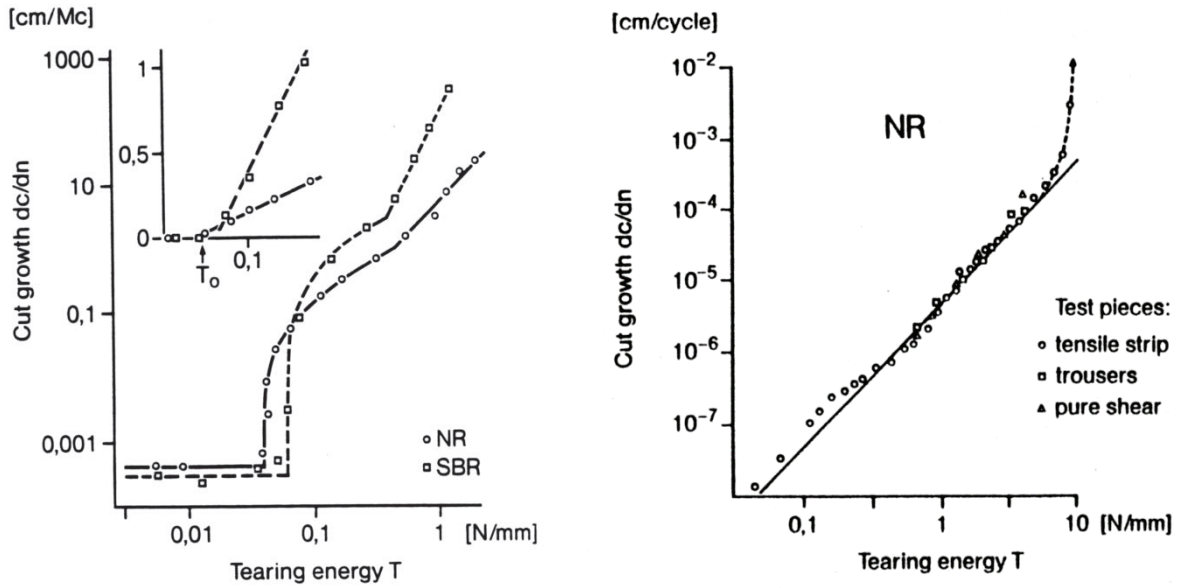 [cm/Mc]
1000
10
0,1
0,001
Cut growth dc/dn
1
0,5
0
T₀
0,1
NR
SBR
0,01
0,1
1
[N/mm]
Tearing energy T
[cm/cycle]
10⁻²
10⁻³
10⁻⁴
10⁻⁵
10⁻⁶
10⁻⁷
Cut growth dc/dn
NR
Test pieces:
tensile strip
trousers
pure shear
0,1
1
10
[N/mm]
Tearing energy T